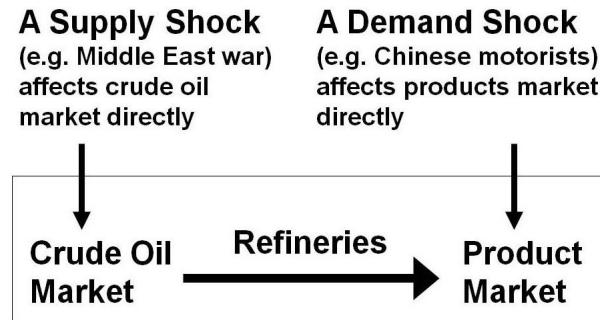 A Supply Shock
(e.g. Middle East war)
affects crude oil
market directly
A Demand Shock
(e.g. Chinese motorists)
affects products market
directly
Crude Oil
Market
Refineries
Product
Market